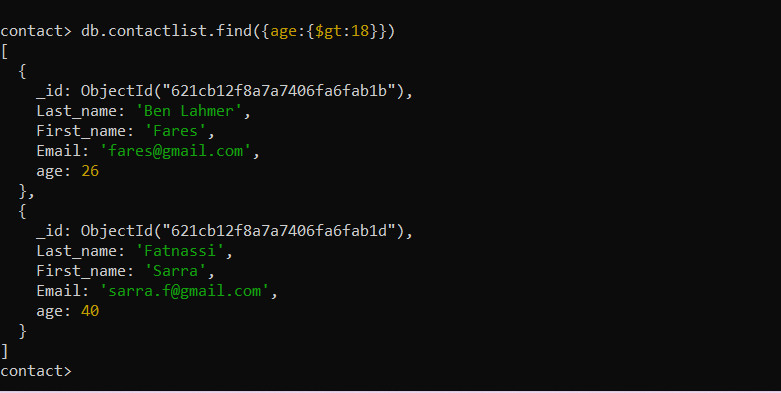 contact> db.contactlist.find({age:{$gt:18}})
[
  {
    _id: ObjectId("621cb12f8a7a7406fa6fab1b"),
    Last_name: 'Ben Lahmer',
    First_name: 'Fares',
    Email: 'fares@gmail.com',
    age: 26
  },
  {
    _id: ObjectId("621cb12f8a7a7406fa6fab1d"),
    Last_name: 'Fatnassi',
    First_name: 'Sarra',
    Email: 'sarra.f@gmail.com',
    age: 40
  }
]
contact>